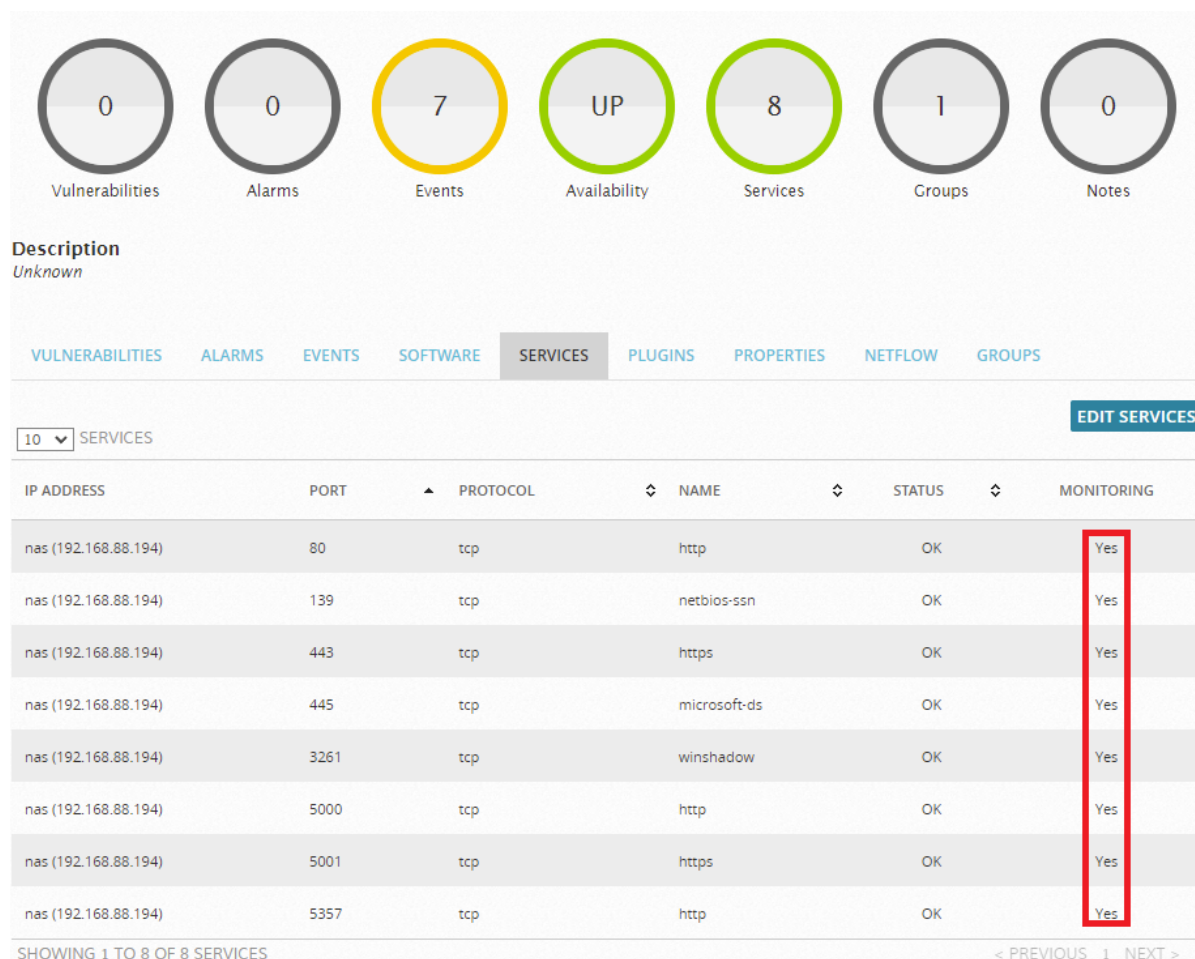 0 0 7 UP 8 1 0
Vulnerabilities Alarms Events Availability Services Groups Notes
Description
Unknown
VULNERABILITIES ALARMS EVENTS SOFTWARE SERVICES PLUGINS PROPERTIES NETFLOW GROUPS
EDIT SERVICES
10 SERVICES
IP ADDRESS PORT PROTOCOL NAME STATUS MONITORING
nas (192.168.88.194) 80 tcp http OK Yes
nas (192.168.88.194) 139 tcp netbios-ssn OK Yes
nas (192.168.88.194) 443 tcp https OK Yes
nas (192.168.88.194) 445 tcp microsoft-ds OK Yes
nas (192.168.88.194) 3261 tcp winshadow OK Yes
nas (192.168.88.194) 5000 tcp http OK Yes
nas (192.168.88.194) 5001 tcp https OK Yes
nas (192.168.88.194) 5357 tcp http OK Yes
SHOWING 1 TO 8 OF 8 SERVICES < PREVIOUS 1 NEXT >